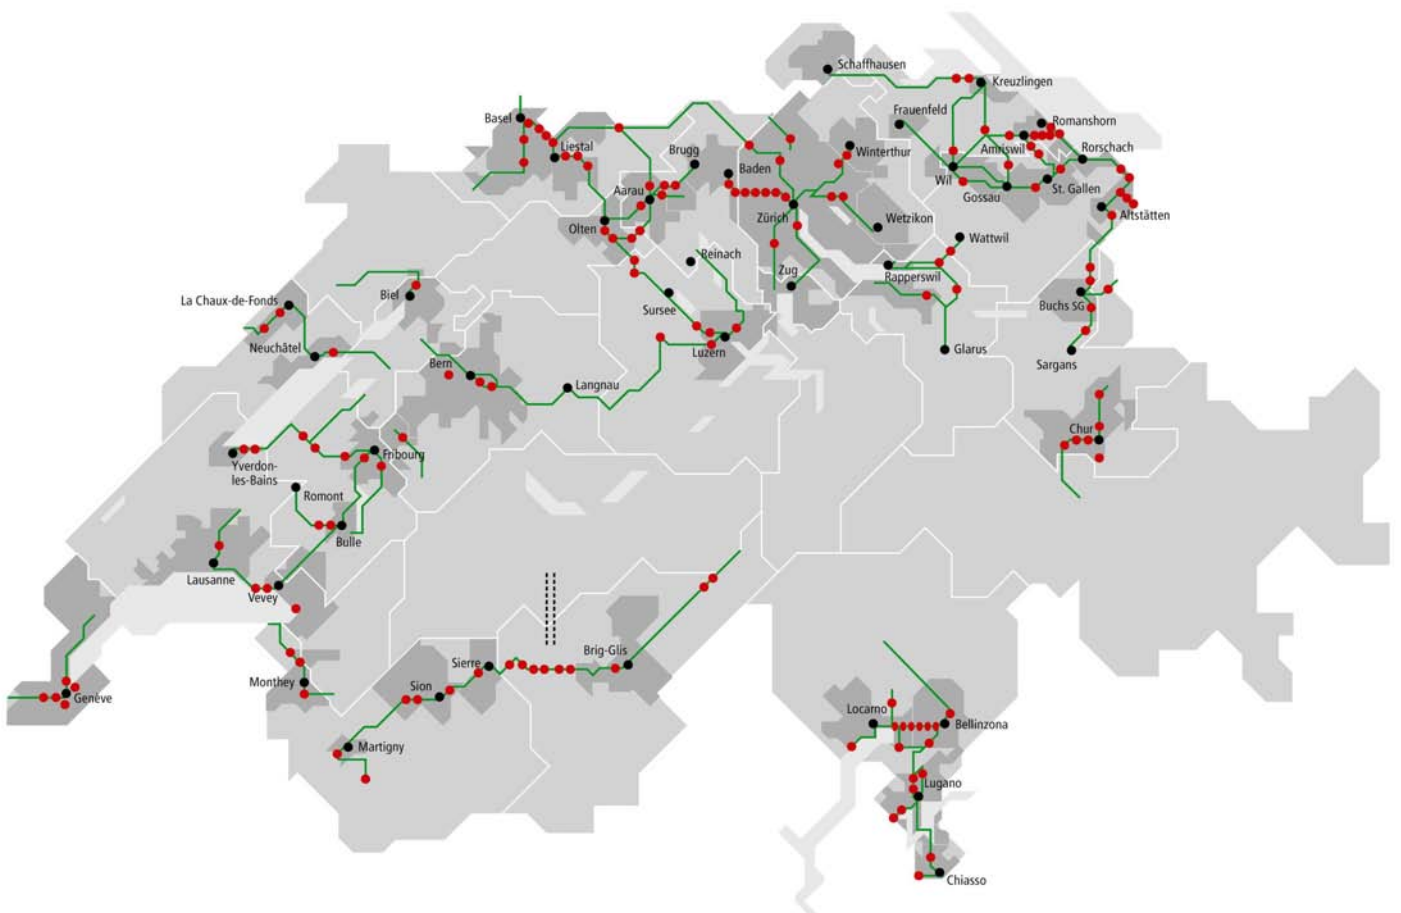 Schaffhausen
Kreuzlingen
Frauenfeld
Romanshorn
Basel
Amriswil
Liestal
Brugg
Winterthur
Rorschach
Baden
Wil
Aarau
St. Gallen
Gossau
Olten
Zürich
Wetzikon
Altstätten
Wattwil
Reinach
Zug
Rapperswil
Biel
La Chaux-de-Fonds
Sursee
Buchs SG
Neuchâtel
Luzern
Glarus
Bern
Sargans
Langnau
Chur
Fribourg
Yverdon-
les-Bains
Romont
Bulle
Lausanne
Vevey
Brig-Glis
Sierre
Monthey
Sion
Genève
Locarno
Bellinzona
Martigny
Lugano
Chiasso